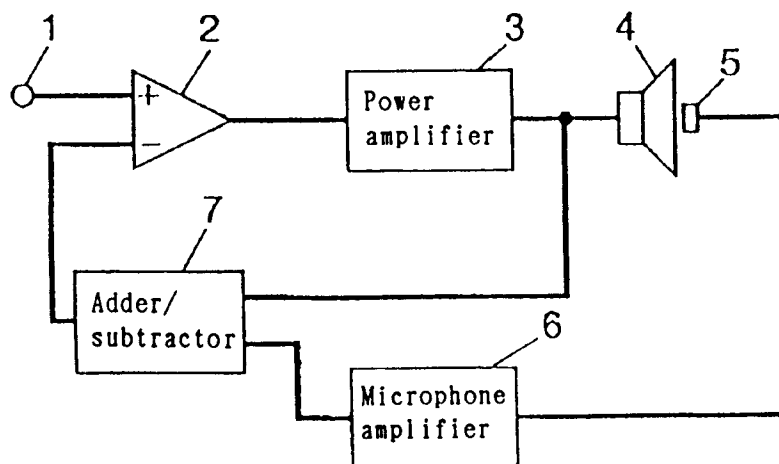 1
2
3
4
5
+
-
Power
amplifier
7
Adder/
subtractor
6
Microphone
amplifier